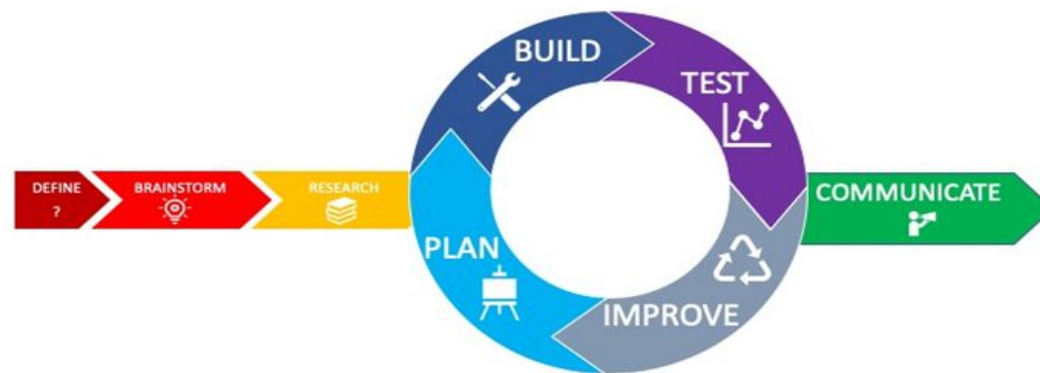 DEFINE
?
BRAINSTORM
RESEARCH
PLAN
BUILD
TEST
IMPROVE
COMMUNICATE